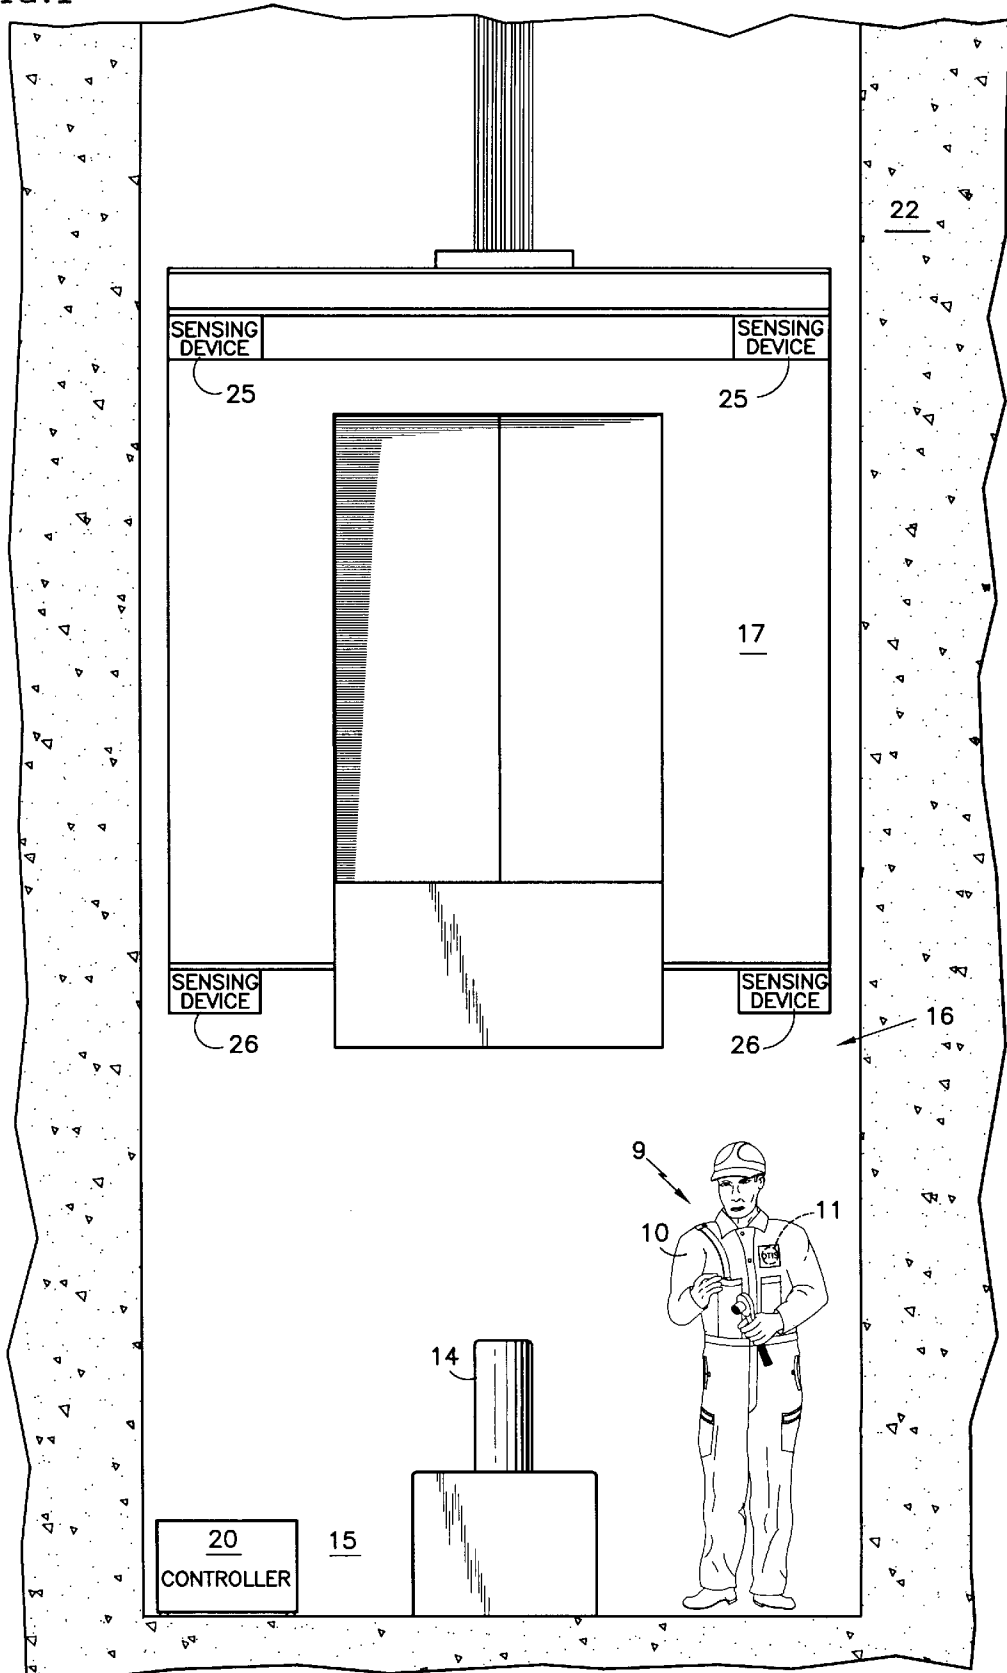 22
SENSING
DEVICE
SENSING
DEVICE
25
25
17
SENSING
DEVICE
SENSING
DEVICE
26
26
16
9
10
11
OTIS
14
20
CONTROLLER
15